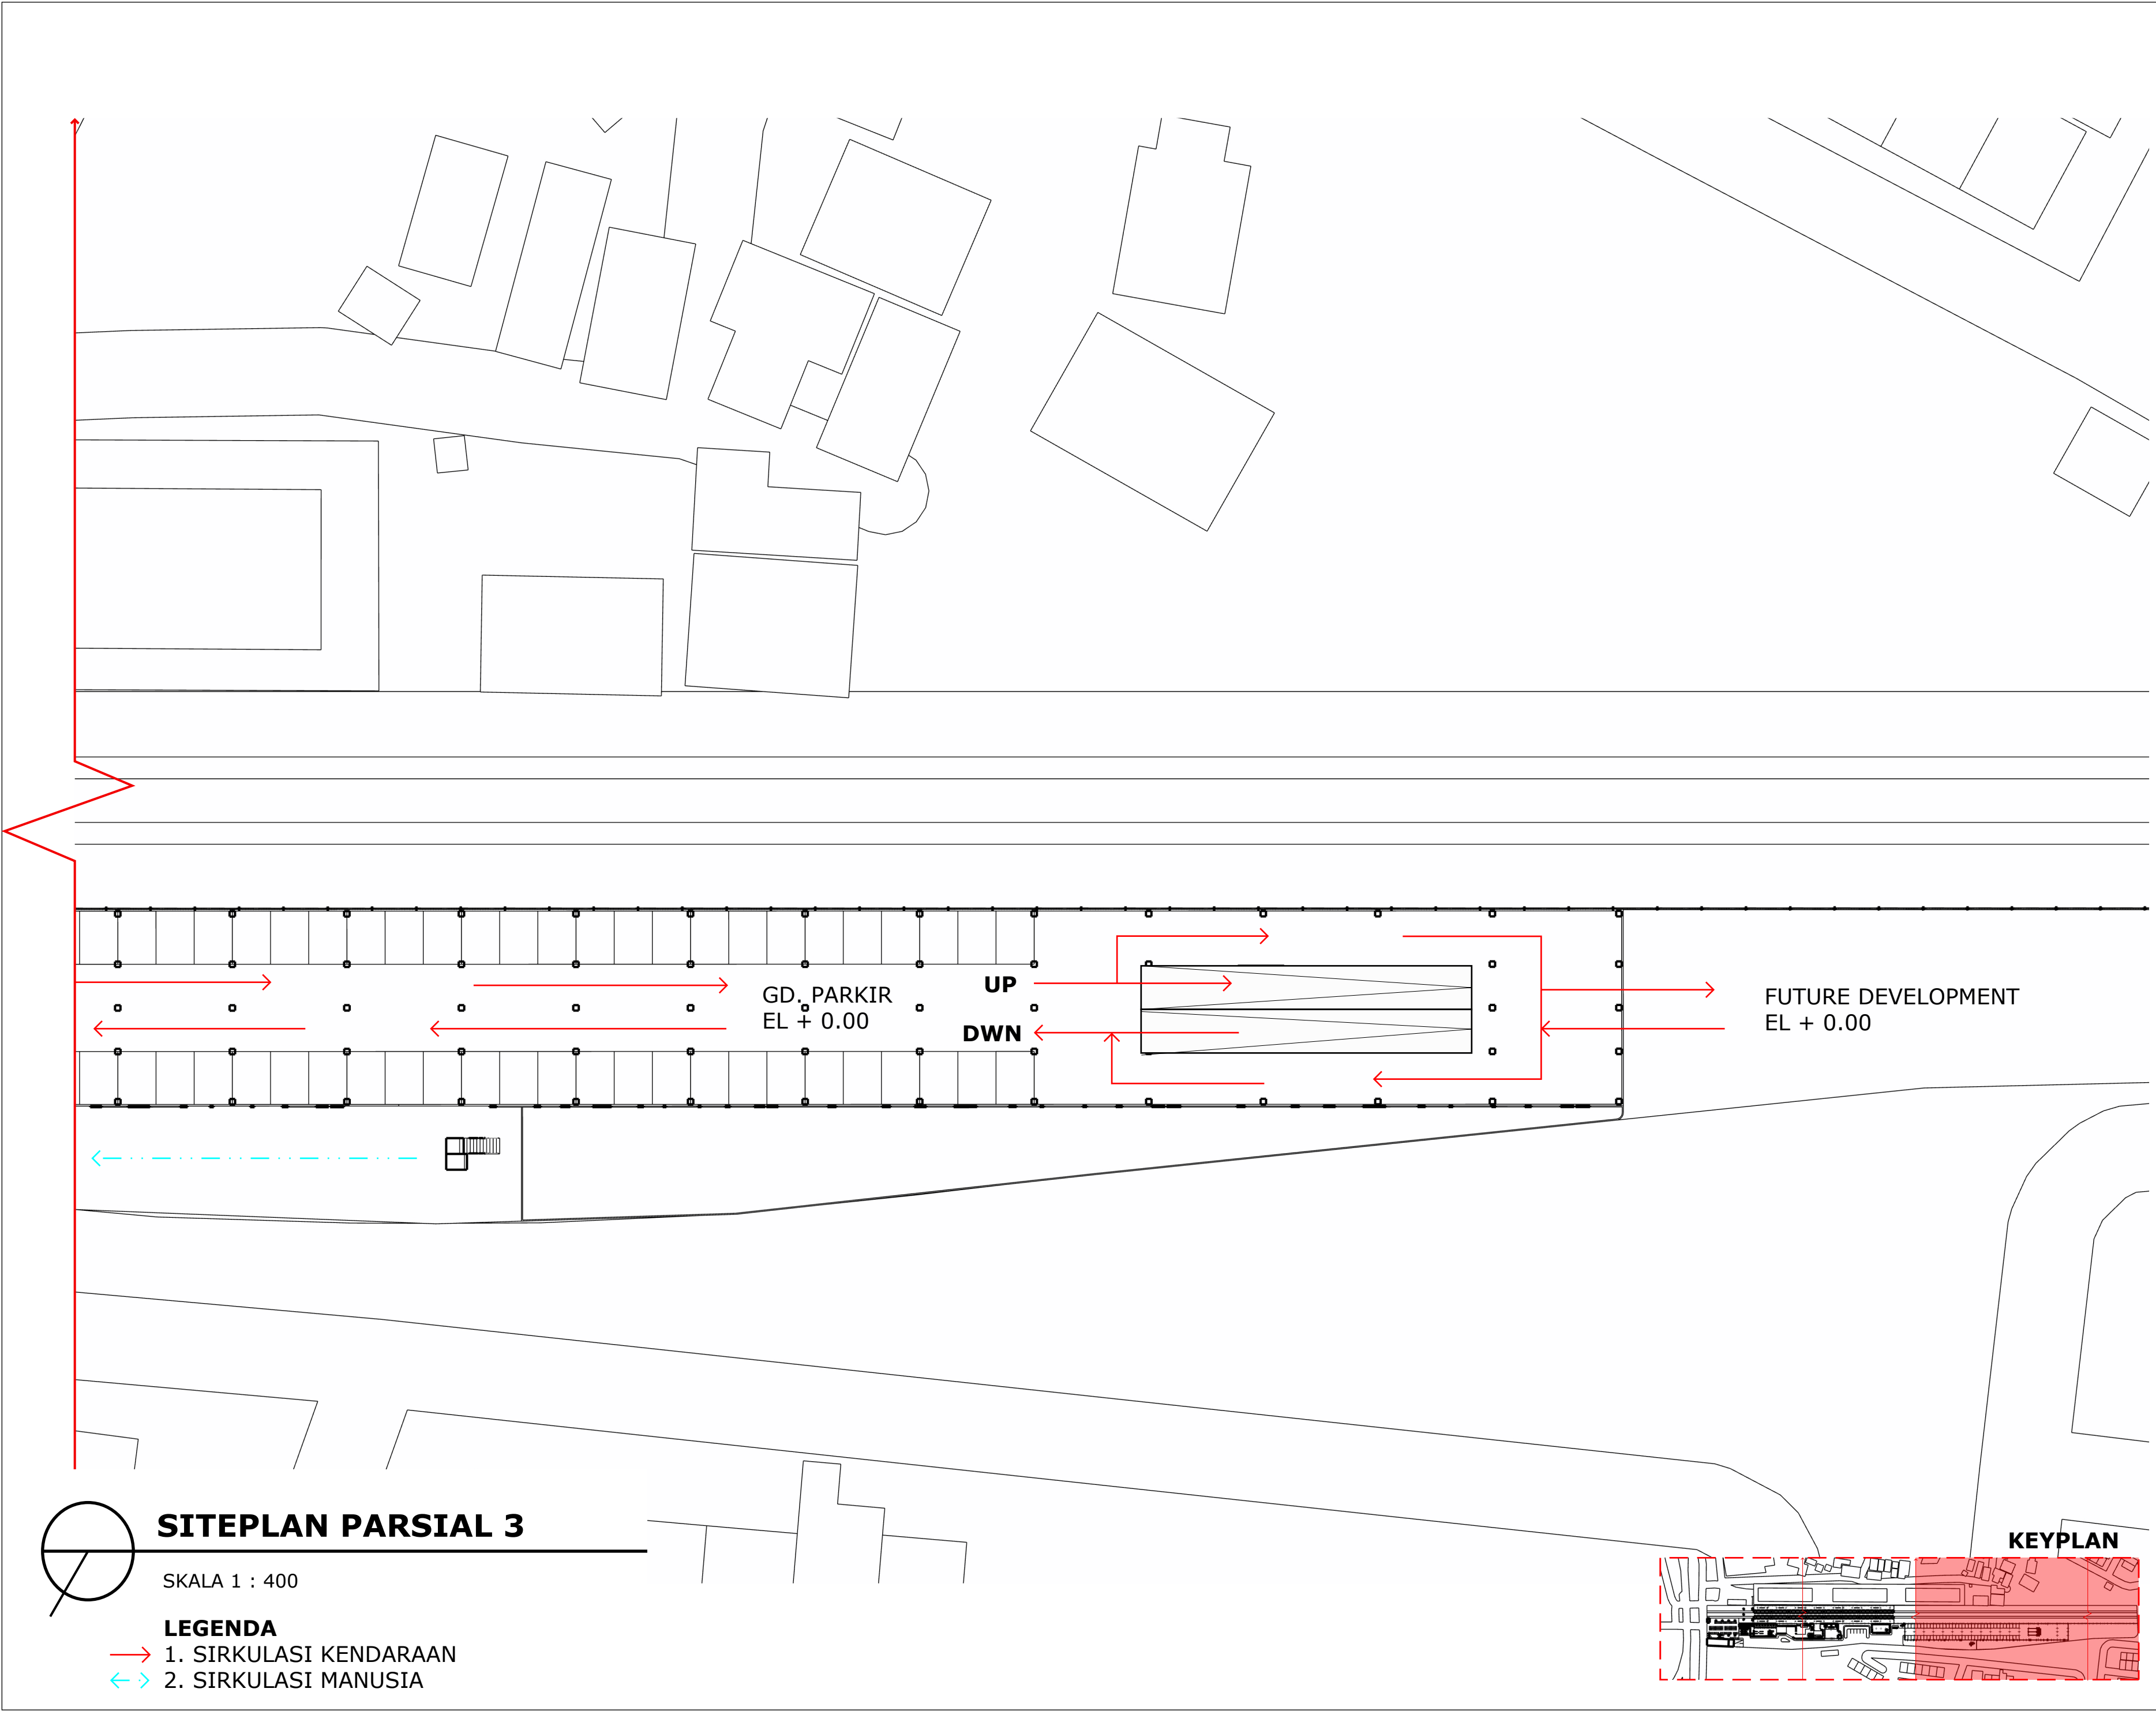 UP
GD. PARKIR
EL + 0.00
DWN
FUTURE DEVELOPMENT
EL + 0.00
SITEPLAN PARSIAL 3
SKALA 1 : 400
LEGENDA
1. SIRKULASI KENDARAAN
2. SIRKULASI MANUSIA
KEYPLAN